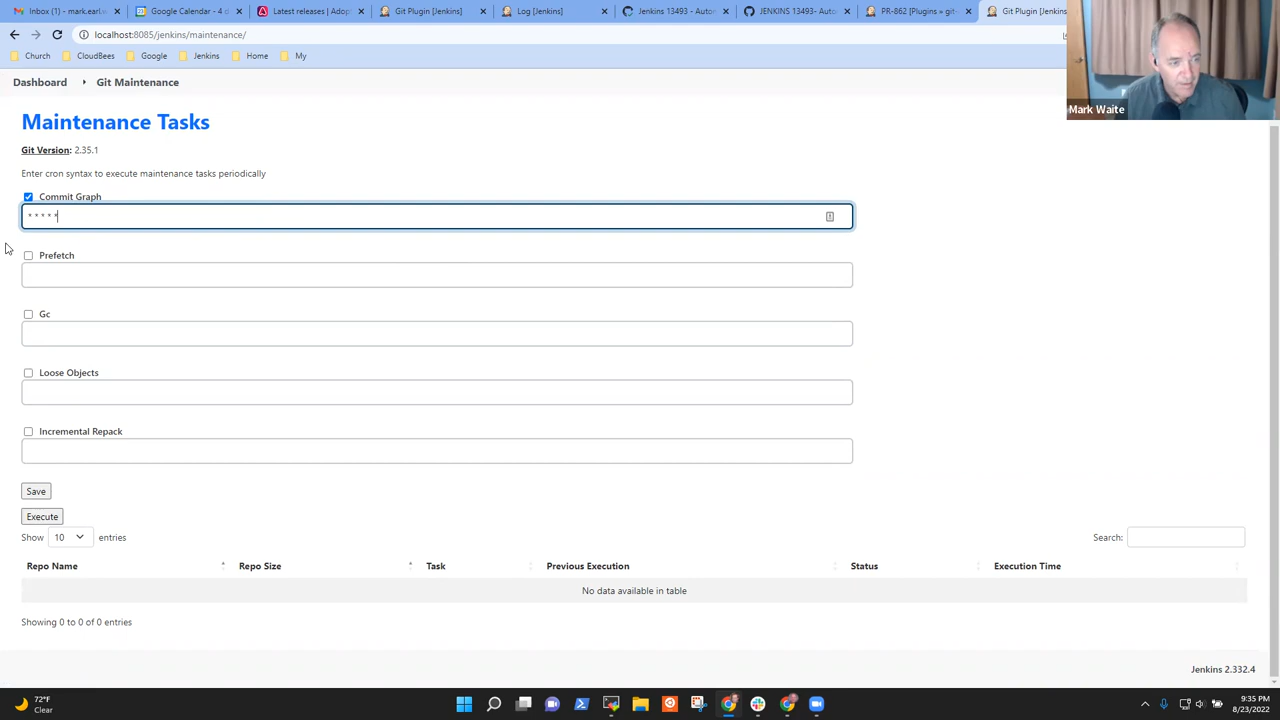 Inbox (1) - mark.earl
Google Calendar - 4 d
Latest releases | Adop
Git Plugin [Jenkins]
Log [Jenkins]
Jenkins 13493 - Autom
JENKINS 13493- Autom
PR-862 [Plugins » git-
Git Plugin [Jenkins
localhost:8085/jenkins/maintenance/
Church
CloudBees
Google
Jenkins
Home
My
Mark Waite
Dashboard
Git Maintenance
Maintenance Tasks
Git Version: 2.35.1
Enter cron syntax to execute maintenance tasks periodically
Commit Graph
* * * * *
Prefetch
Gc
Loose Objects
Incremental Repack
Save
Execute
Show 10 entries
Search:
Repo Name Repo Size Task Previous Execution Status Execution Time
No data available in table
Showing 0 to 0 of 0 entries
Jenkins 2.332.4
72°F
Clear
9:35 PM
8/23/2022